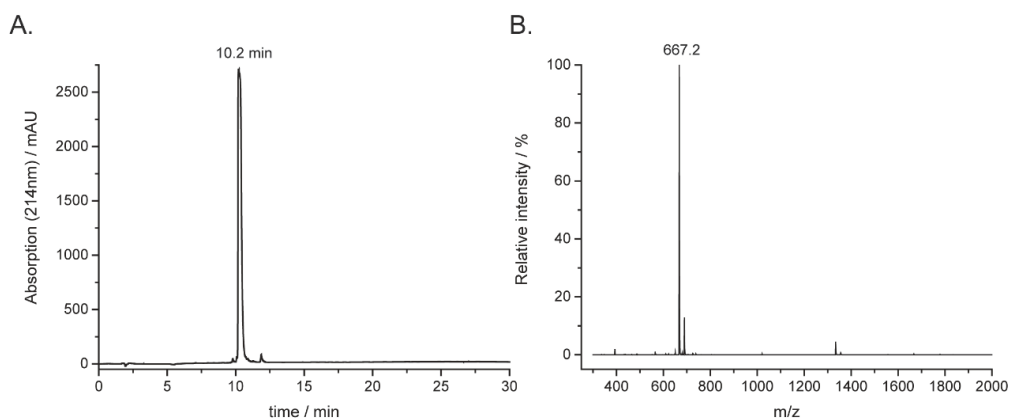 A.
10.2 min
Absorption (214nm) / mAU
2500
2000
1500
1000
500
0
0 5 10 15 20 25 30
time / min
B.
667.2
Relative intensity / %
100
80
60
40
20
0
400 600 800 1000 1200 1400 1600 1800 2000
m/z